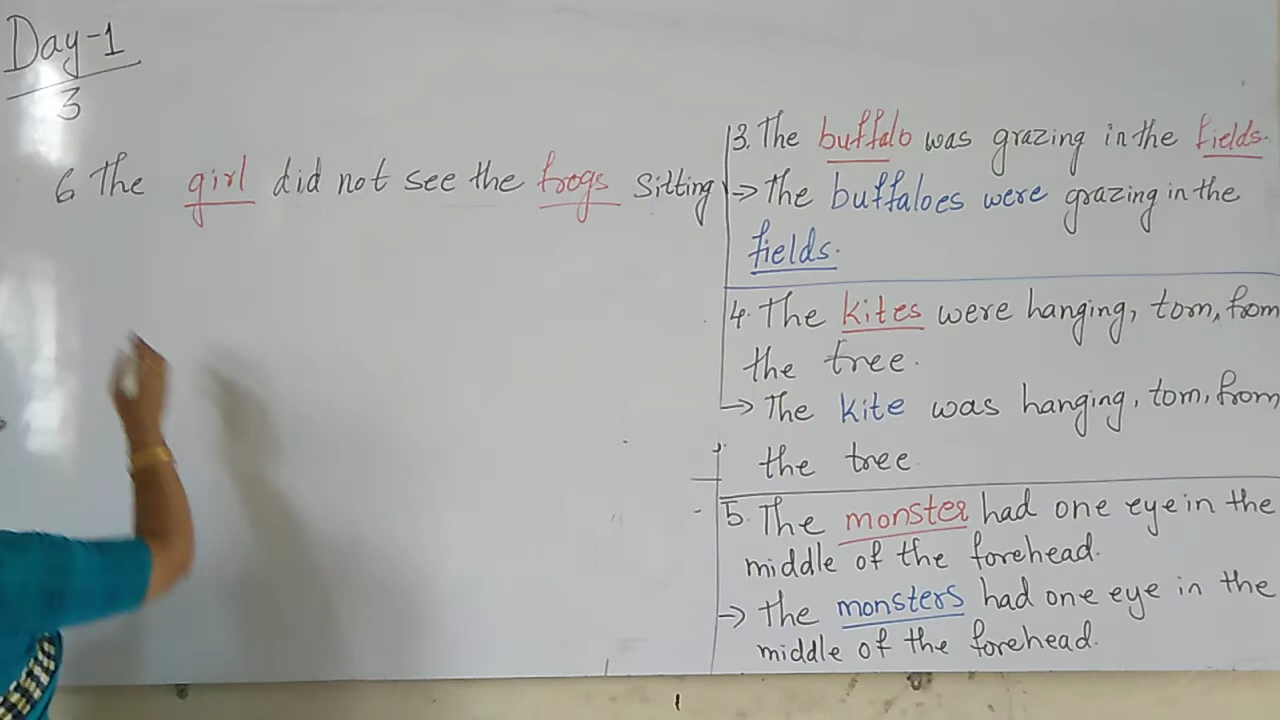 Day-1
3
6. The girl did not see the frogs sitting
3. The buffalo was grazing in the fields.
→ The buffaloes were grazing in the
fields.
4. The kites were hanging, torn, from
the tree.
→ The kite was hanging, torn, from
the tree.
5. The monster had one eye in the
middle of the forehead.
→ The monsters had one eye in the
middle of the forehead.